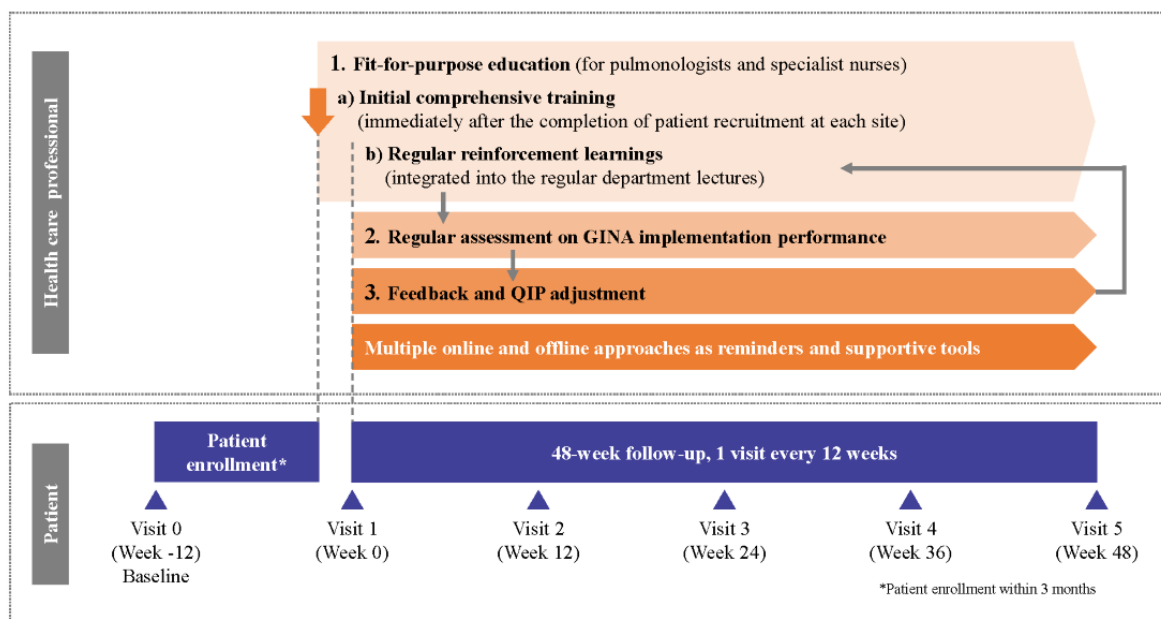 Health care professional
1. Fit-for-purpose education (for pulmonologists and specialist nurses)
a) Initial comprehensive training
(immediately after the completion of patient recruitment at each site)
b) Regular reinforcement learnings
(integrated into the regular department lectures)
2. Regular assessment on GINA implementation performance
3. Feedback and QIP adjustment
Multiple online and offline approaches as reminders and supportive tools
Patient
Patient
enrollment*
48-week follow-up, 1 visit every 12 weeks
Visit 0
(Week -12)
Baseline
Visit 1
(Week 0)
Visit 2
(Week 12)
Visit 3
(Week 24)
Visit 4
(Week 36)
Visit 5
(Week 48)
*Patient enrollment within 3 months